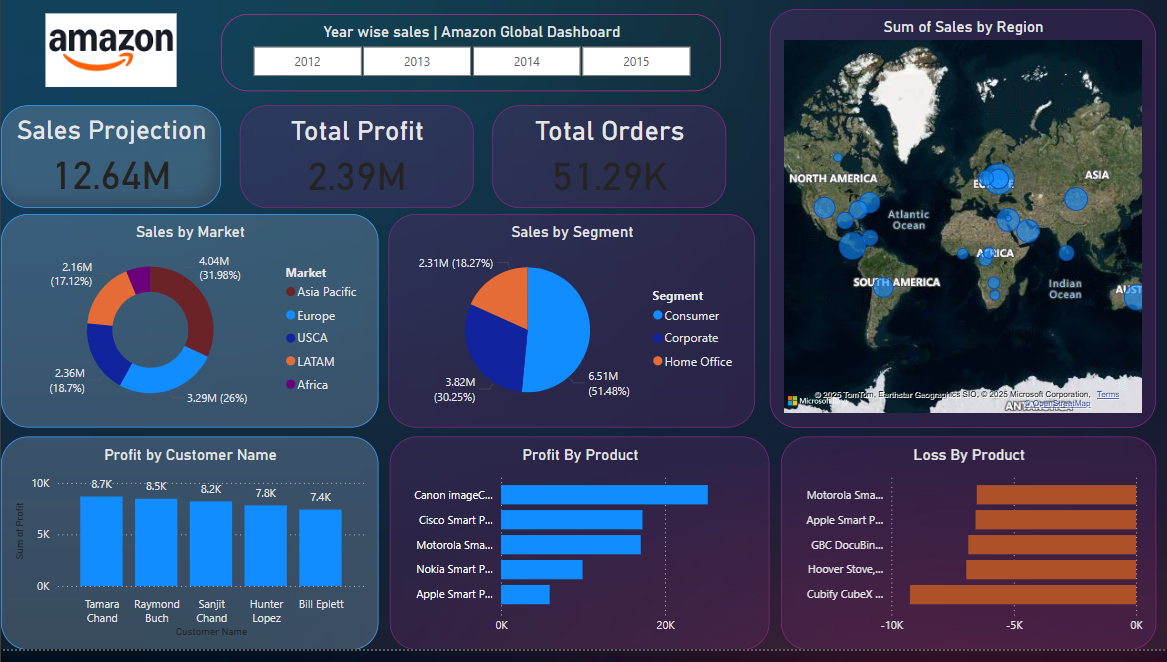 amazon
Year wise sales | Amazon Global Dashboard
2012
2013
2014
2015
Sales Projection
12.64M
Total Profit
2.39M
Total Orders
51.29K
Sum of Sales by Region
NORTH AMERICA
ASIA
Atlantic
Ocean
AFRICA
SOUTH AMERICA
Indian
Ocean
AUST
© 2025 TomTom, Earthstar Geographics SIO, © 2025 Microsoft Corporation, Terms
© OpenStreetMap
Microsoft
Sales by Market
4.04M
(31.98%)
2.16M
(17.12%)
2.36M
(18.7%)
3.29M (26%)
Market
Asia Pacific
Europe
USCA
LATAM
Africa
Sales by Segment
2.31M (18.27%)
3.82M
(30.25%)
6.51M
(51.48%)
Segment
Consumer
Corporate
Home Office
Profit by Customer Name
Sum of Profit
10K
5K
0K
8.7K
8.5K
8.2K
7.8K
7.4K
Tamara
Chand
Raymond
Buch
Sanjit
Chand
Hunter
Lopez
Bill Eplett
Customer Name
Profit By Product
Canon imageC...
Cisco Smart P...
Motorola Sma...
Nokia Smart P...
Apple Smart P...
0K
20K
Loss By Product
Motorola Sma...
Apple Smart P...
GBC DocuBin...
Hoover Stove,...
Cubify CubeX ...
-10K
-5K
0K